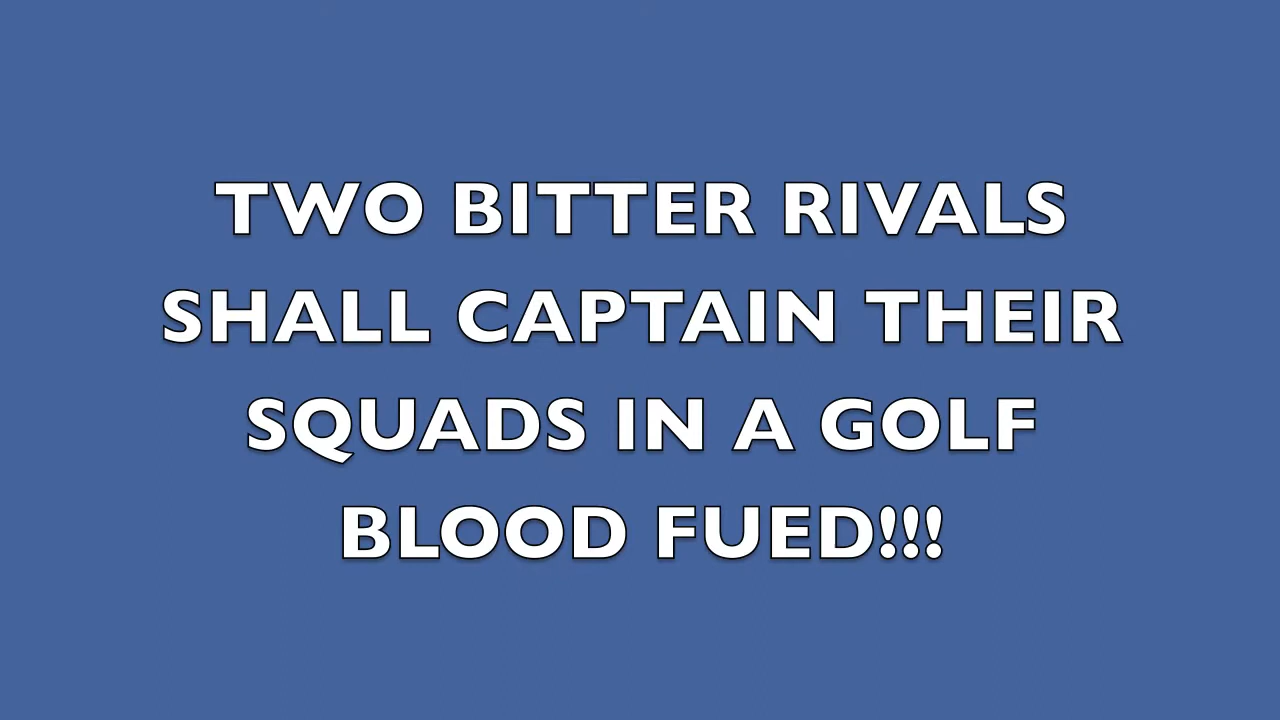 TWO BITTER RIVALS
SHALL CAPTAIN THEIR
SQUADS IN A GOLF
BLOOD FUED!!!